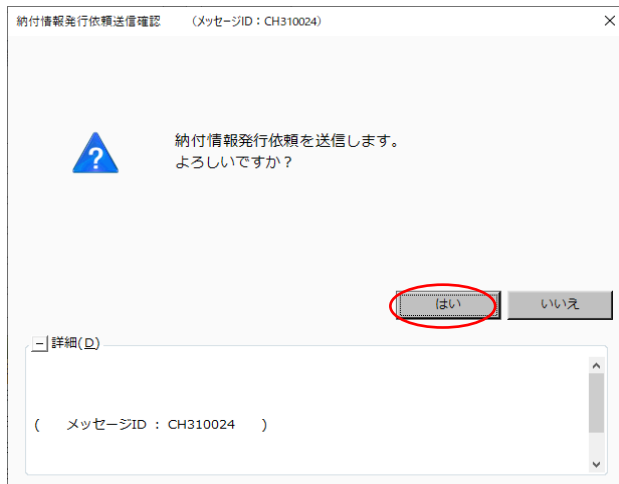 納付情報発行依頼送信確認　　（メッセージID：CH310024） ×
納付情報発行依頼を送信します。
よろしいですか？
はい　いいえ
－ 詳細(D)
(　メッセージID : CH310024　)